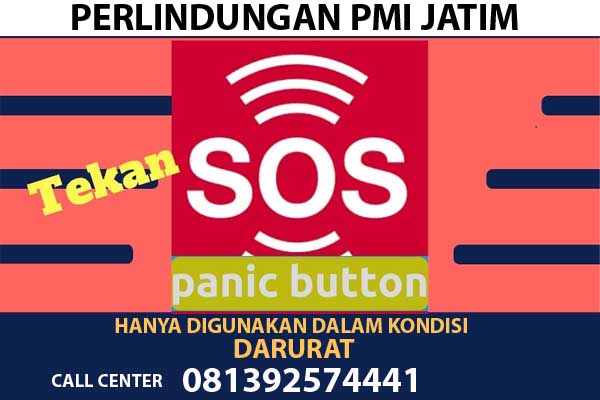 PERLINDUNGAN PMI JATIM
Tekan
SOS
panic button
HANYA DIGUNAKAN DALAM KONDISI
DARURAT
CALL CENTER 081392574441